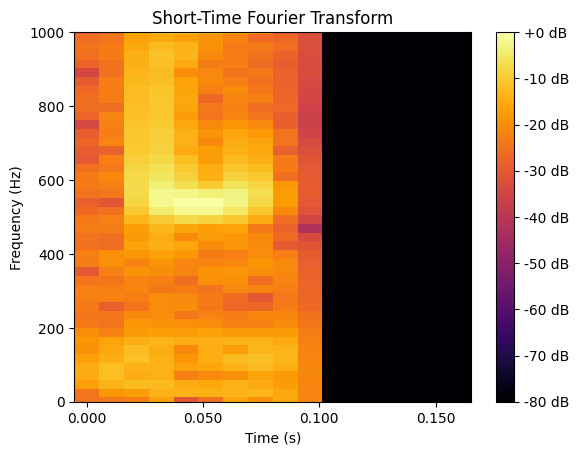 Short-Time Fourier Transform
1000
800
600
400
200
0
Frequency (Hz)
0.000
0.050
0.100
0.150
Time (s)
+0 dB
-10 dB
-20 dB
-30 dB
-40 dB
-50 dB
-60 dB
-70 dB
-80 dB